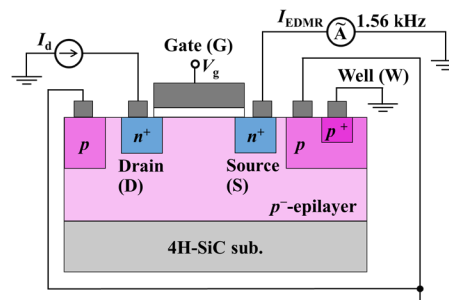 I_EDMR
1.56 kHz
I_d
Ã
Gate (G)
V_g
Well (W)
p
n⁺
n⁺
p
p⁺
Drain
(D)
Source
(S)
p⁻-epilayer
4H-SiC sub.